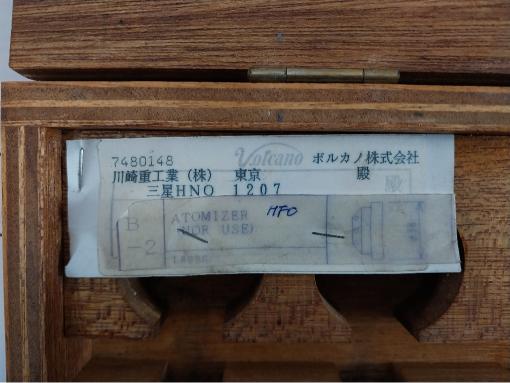 7480148 Volcano ボルカノ株式会社
川崎重工業（株） 東京 殿
三星HNO 1207
B-2
ATOMIZER
(NOR USE)
HFO